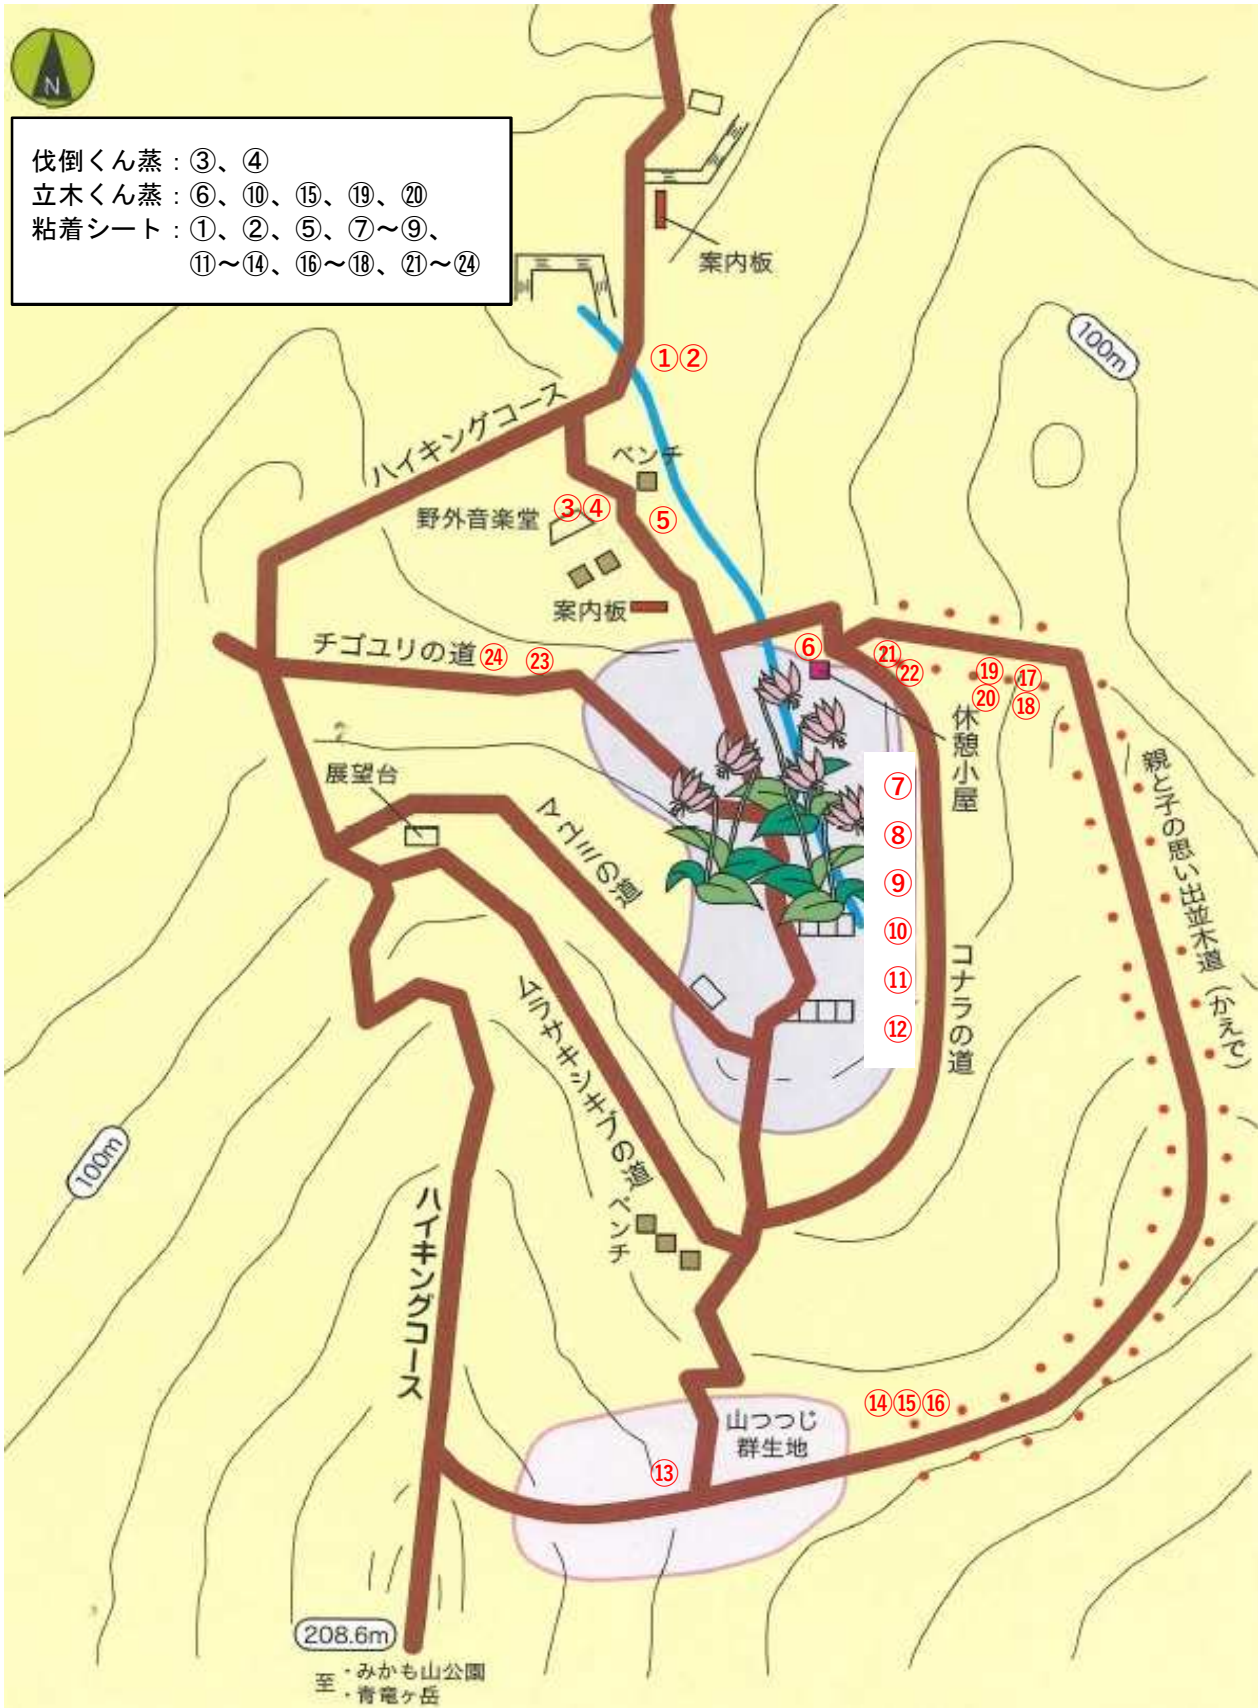 N
伐倒くん蒸：③、④
立木くん蒸：⑥、⑩、⑮、⑲、⑳
粘着シート：①、②、⑤、⑦～⑨、
⑪～⑭、⑯～⑱、㉑～㉔
案内板
100m
①②
ハイキングコース
ベンチ
③④
⑤
野外音楽堂
案内板
チゴユリの道
㉔
㉓
⑥
㉑
㉒
⑲
⑰
⑳
⑱
休憩小屋
展望台
マユミの道
⑦
⑧
⑨
⑩
⑪
⑫
コナラの道
親と子の思い出並木道（かえで）
ムラサキシキブの道
100m
ベンチ
ハイキングコース
⑭⑮⑯
山つつじ
群生地
⑬
208.6m
至・みかも山公園
・青竜ヶ岳